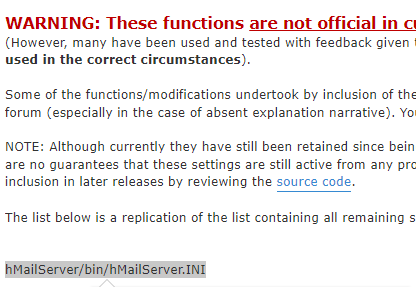 WARNING: These functions are not official in
(However, many have been used and tested with feedback given
used in the correct circumstances).
Some of the functions/modifications undertook by inclusion of the
forum (especially in the case of absent explanation narrative).
NOTE: Although currently they have still been retained since
are no guarantees that these settings are still active from any
inclusion in later releases by reviewing the source code.
The list below is a replication of the list containing all remaining
hMailServer/bin/hMailServer.INI